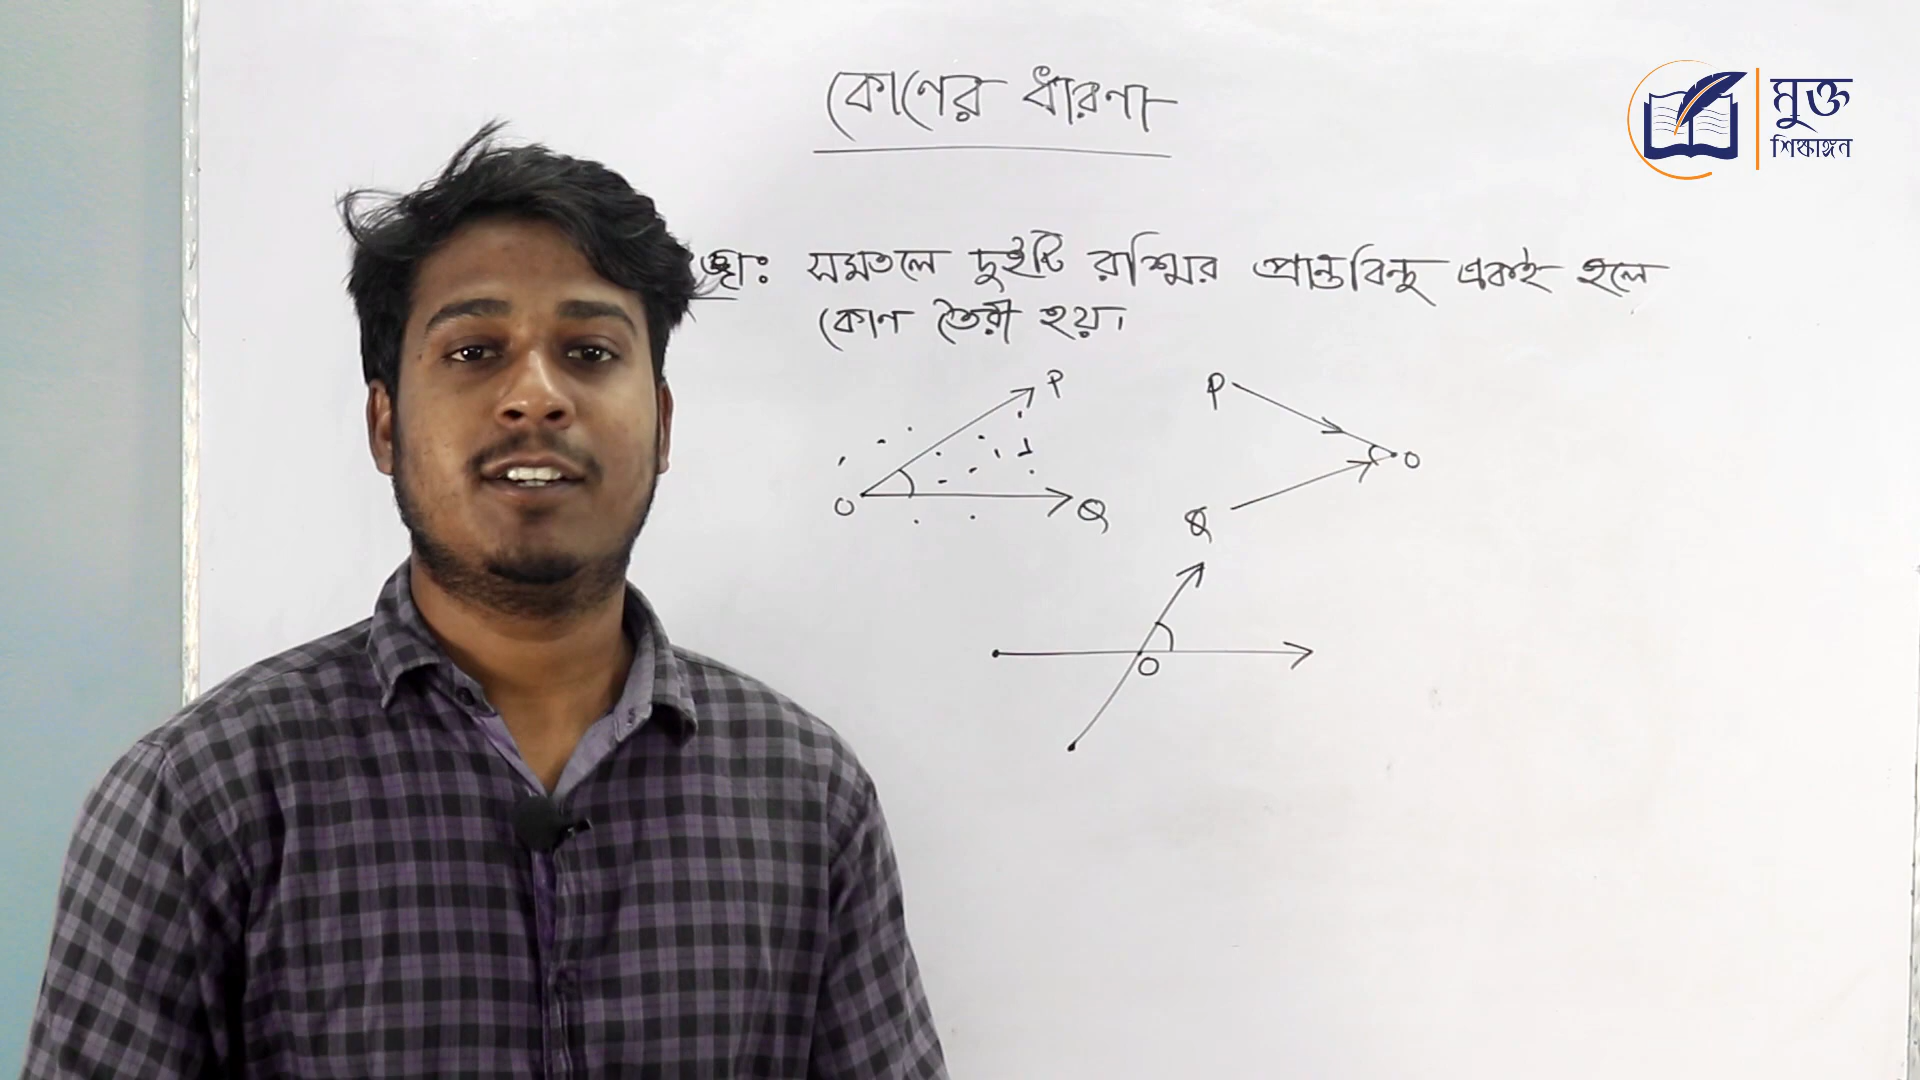 কোণের ধারণা
মুক্ত
শিক্ষাঙ্গন
সমতলে দুইটি রশ্মির প্রান্তবিন্দু একই হলে
কোণ তৈরী হয়।
P
O
Q
P
O
Q
O